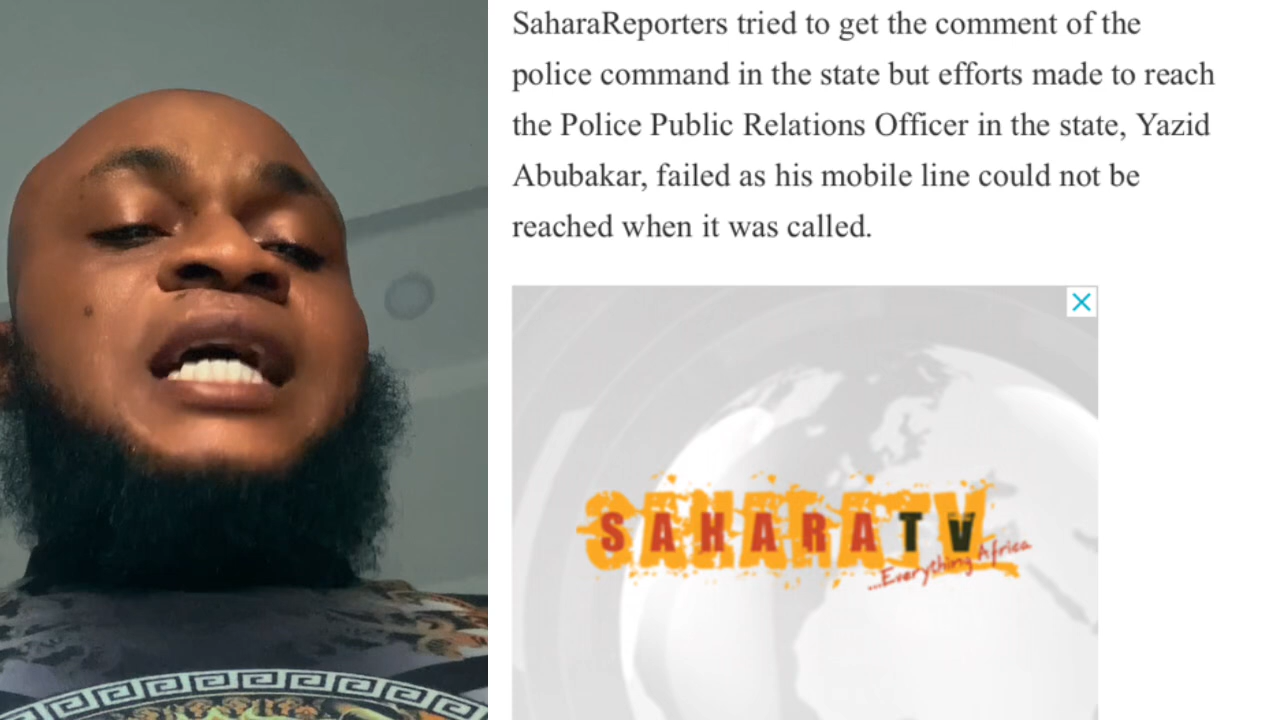 SaharaReporters tried to get the comment of the
police command in the state but efforts made to reach
the Police Public Relations Officer in the state, Yazid
Abubakar, failed as his mobile line could not be
reached when it was called.
SAHARATV
...Everything Africa